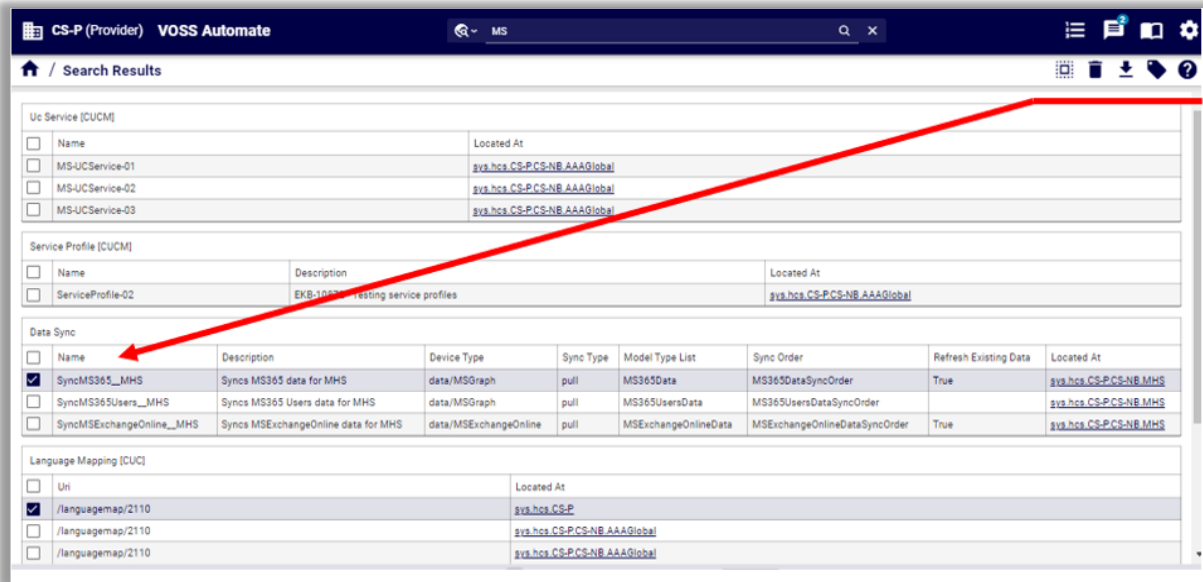 CS-P (Provider) VOSS Automate MS 2
/ Search Results
Uc Service [CUCM]
Name Located At
MS-UCService-01 sys.hcs.CS-P.CS-NB.AAAGlobal
MS-UCService-02 sys.hcs.CS-P.CS-NB.AAAGlobal
MS-UCService-03 sys.hcs.CS-P.CS-NB.AAAGlobal
Service Profile [CUCM]
Name Description Located At
ServiceProfile-02 testing service profiles sys.hcs.CS-P.CS-NB.AAAGlobal
Data Sync
Name Description Device Type Sync Type Model Type List Sync Order Refresh Existing Data Located At
SyncMS365__MHS Syncs MS365 data for MHS data/MSGraph pull MS365Data MS365DataSyncOrder True sys.hcs.CS-P.CS-NB.MHS
SyncMS365Users__MHS Syncs MS365 Users data for MHS data/MSGraph pull MS365UsersData MS365UsersDataSyncOrder sys.hcs.CS-P.CS-NB.MHS
SyncMSExchangeOnline__MHS Syncs MSExchangeOnline data for MHS data/MSExchangeOnline pull MSExchangeOnlineData MSExchangeOnlineDataSyncOrder True sys.hcs.CS-P.CS-NB.MHS
Language Mapping [CUC]
Uri Located At
/languagemap/2110 sys.hcs.CS-P
/languagemap/2110 sys.hcs.CS-P.CS-NB.AAAGlobal
/languagemap/2110 sys.hcs.CS-P.CS-NB.AAAGlobal